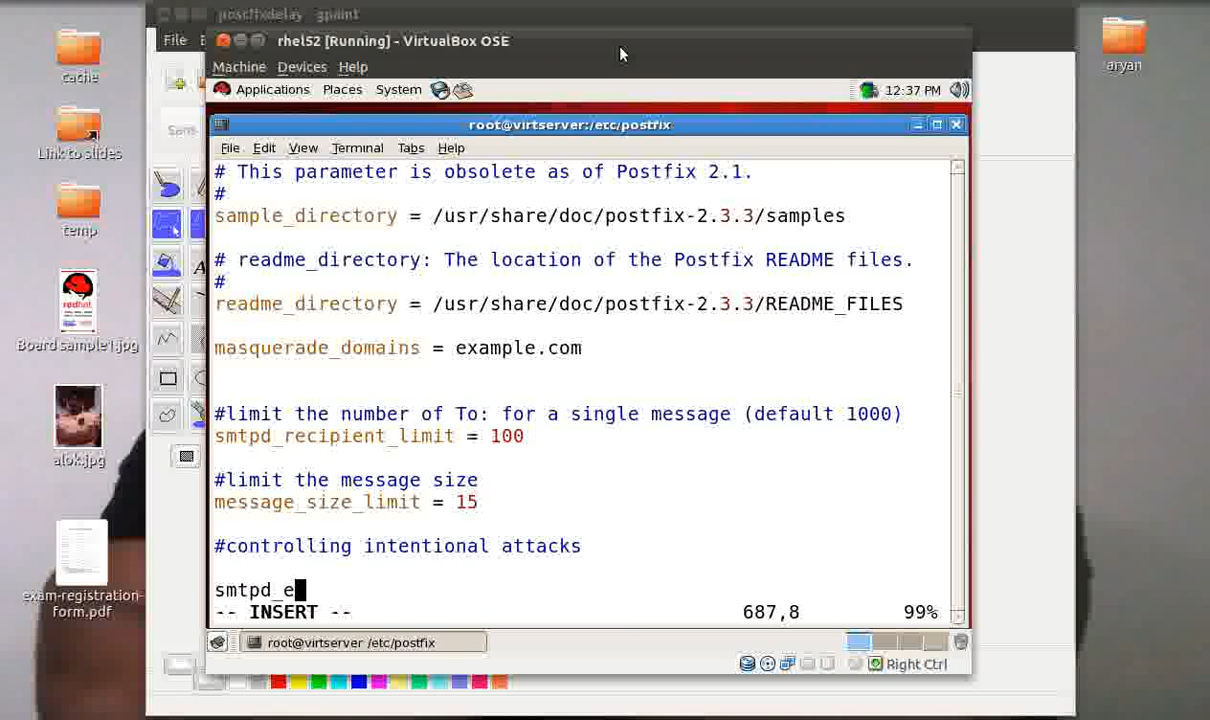 postfixdelay gpaint
File
rhel52 [Running] - VirtualBox OSE
Machine Devices Help
Applications Places System
12:37 PM
root@virtserver:/etc/postfix
File Edit View Terminal Tabs Help
# This parameter is obsolete as of Postfix 2.1.
#
sample_directory = /usr/share/doc/postfix-2.3.3/samples
# readme_directory: The location of the Postfix README files.
#
readme_directory = /usr/share/doc/postfix-2.3.3/README_FILES
masquerade_domains = example.com
#limit the number of To: for a single message (default 1000)
smtpd_recipient_limit = 100
#limit the message size
message_size_limit = 15
#controlling intentional attacks
smtpd_e
-- INSERT --
687,8
99%
root@virtserver /etc/postfix
Right Ctrl
cache
Link to slides
temp
redhat
Board sample1.jpg
alok.jpg
exam-registration-
form.pdf
Sans
A
aryan